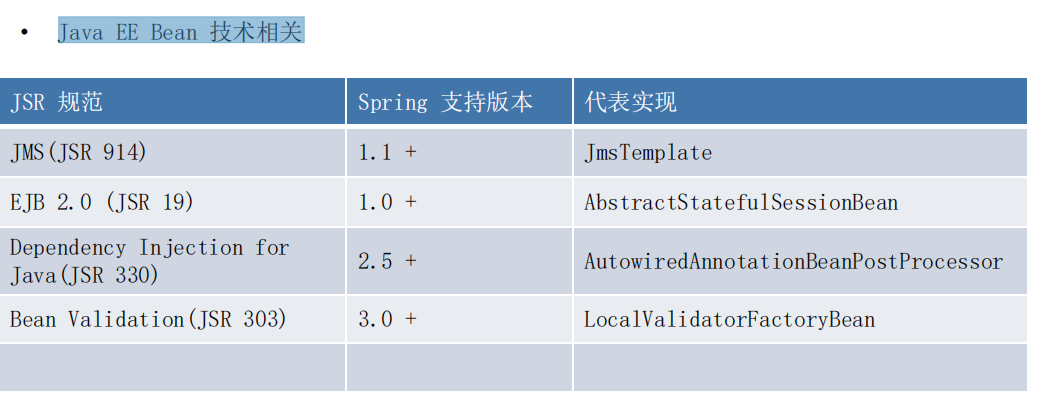 • Java EE Bean 技术相关
JSR 规范 Spring 支持版本 代表实现
JMS(JSR 914) 1.1 + JmsTemplate
EJB 2.0 (JSR 19) 1.0 + AbstractStatefulSessionBean
Dependency Injection for
Java(JSR 330) 2.5 + AutowiredAnnotationBeanPostProcessor
Bean Validation(JSR 303) 3.0 + LocalValidatorFactoryBean